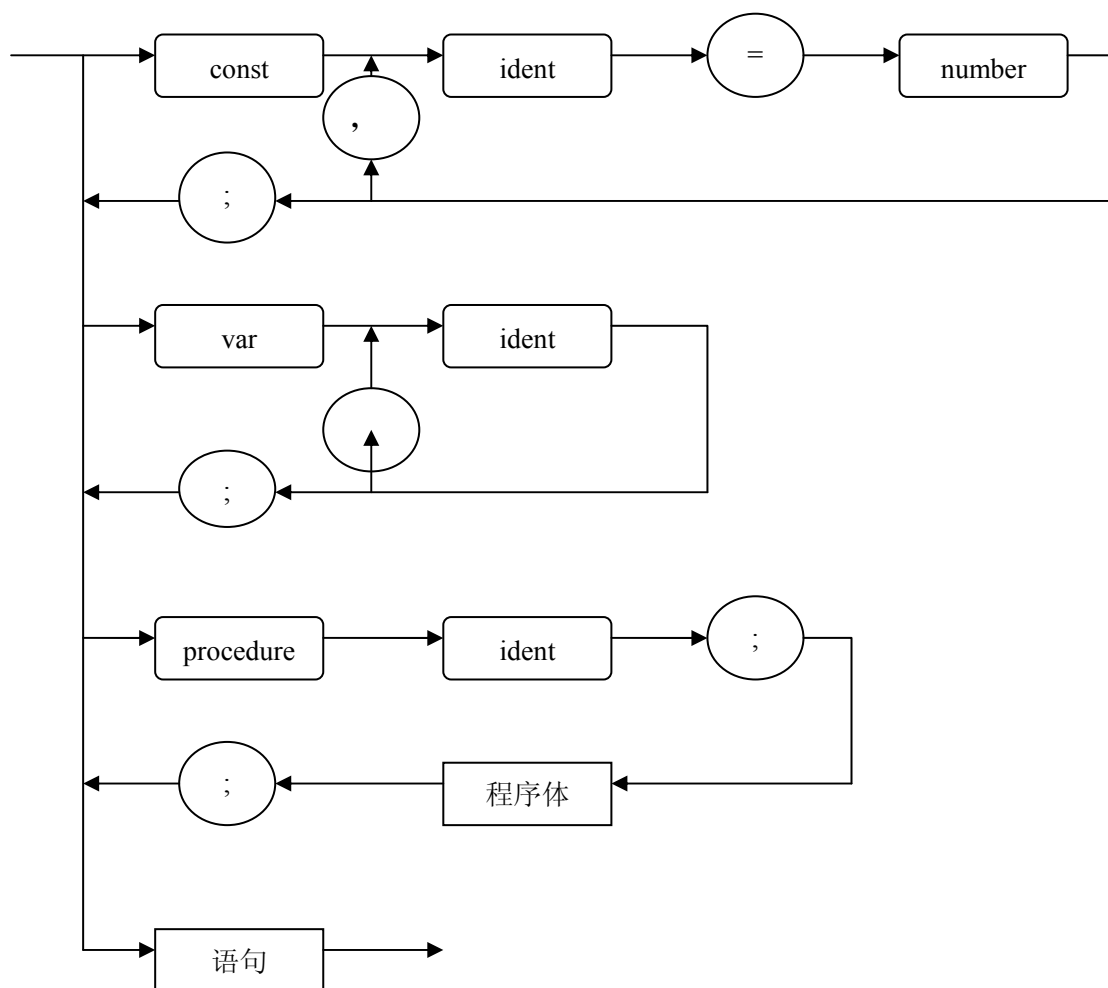 const ident = number
，
;
var ident
;
procedure ident ;
; 程序体
语句